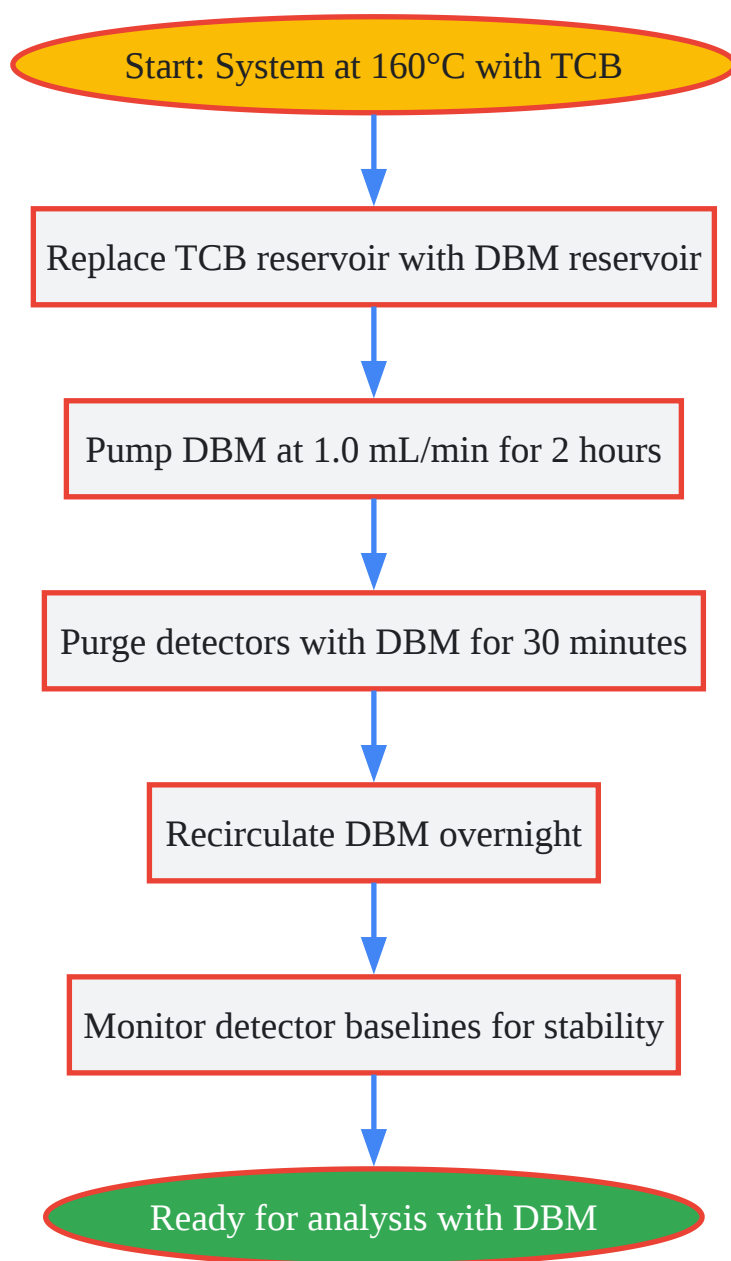 Start: System at 160°C with TCB
Replace TCB reservoir with DBM reservoir
Pump DBM at 1.0 mL/min for 2 hours
Purge detectors with DBM for 30 minutes
Recirculate DBM overnight
Monitor detector baselines for stability
Ready for analysis with DBM